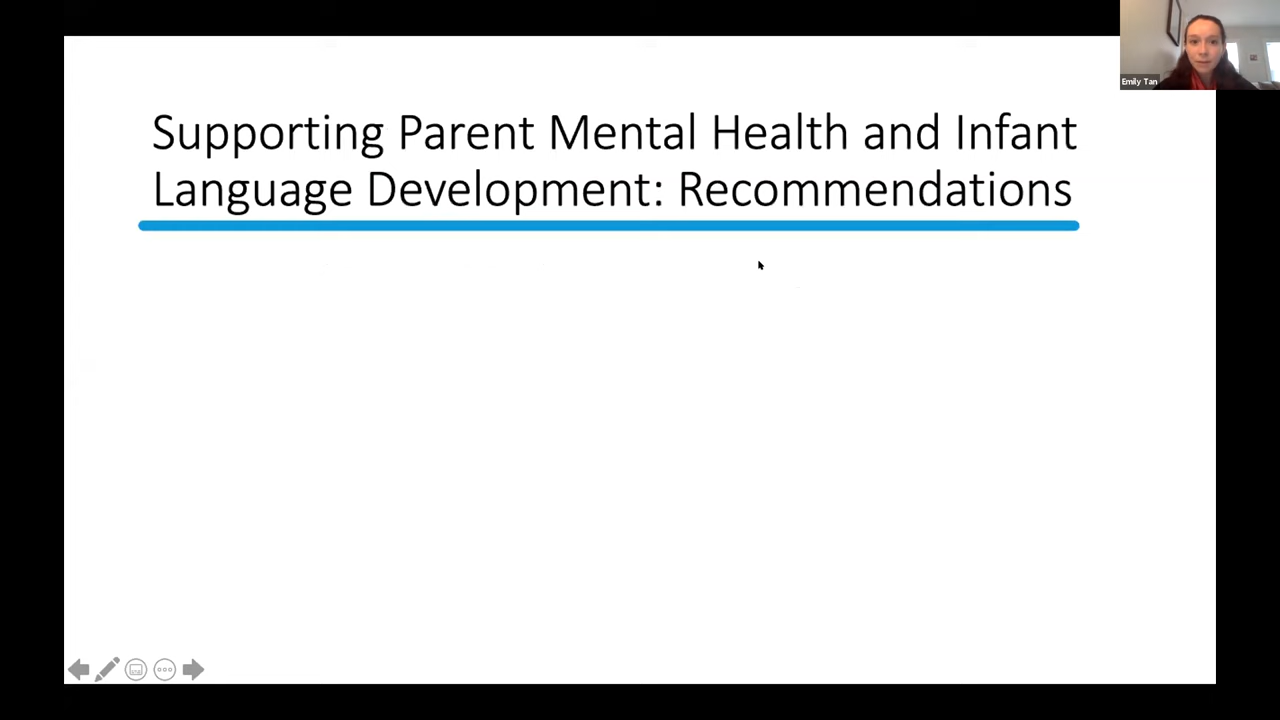 Emily Tan
Supporting Parent Mental Health and Infant
Language Development: Recommendations